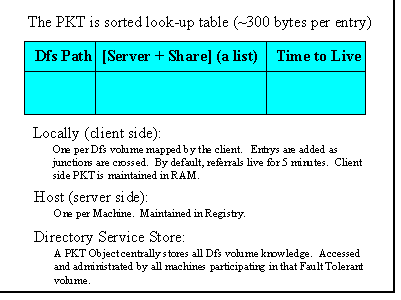 The PKT is sorted look-up table (~300 bytes per entry)
Dfs Path [Server + Share] (a list) Time to Live
Locally (client side):
One per Dfs volume mapped by the client. Entrys are added as
junctions are crossed. By default, referrals live for 5 minutes. Client
side PKT is maintained in RAM.
Host (server side):
One per Machine. Maintained in Registry.
Directory Service Store:
A PKT Object centrally stores all Dfs volume knowledge. Accessed
and administrated by all machines participating in that Fault Tolerant
volume.